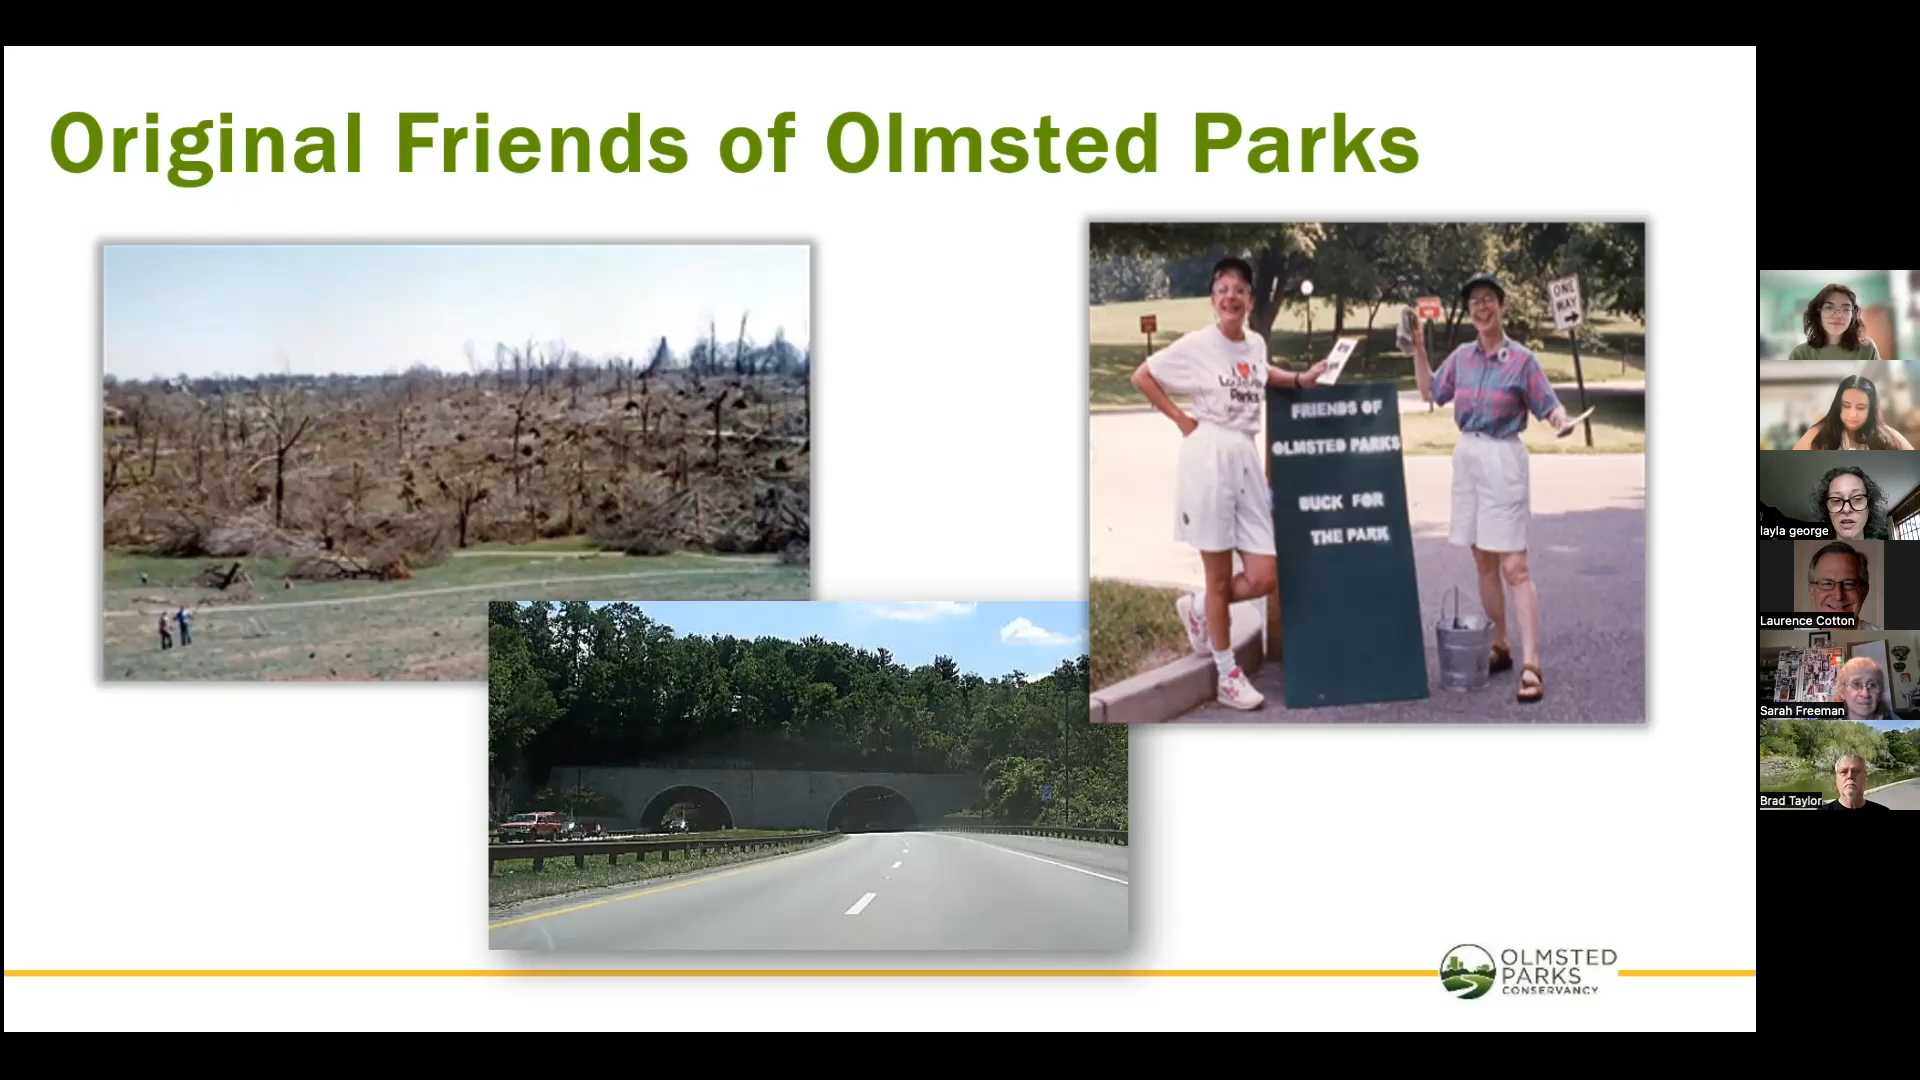 Original Friends of Olmsted Parks
ONE
WAY
I ❤
Parks
FRIENDS OF
OLMSTED PARKS
BUCK FOR
THE PARK
OLMSTED
PARKS
CONSERVANCY
layla george
Laurence Cotton
Sarah Freeman
Brad Taylor